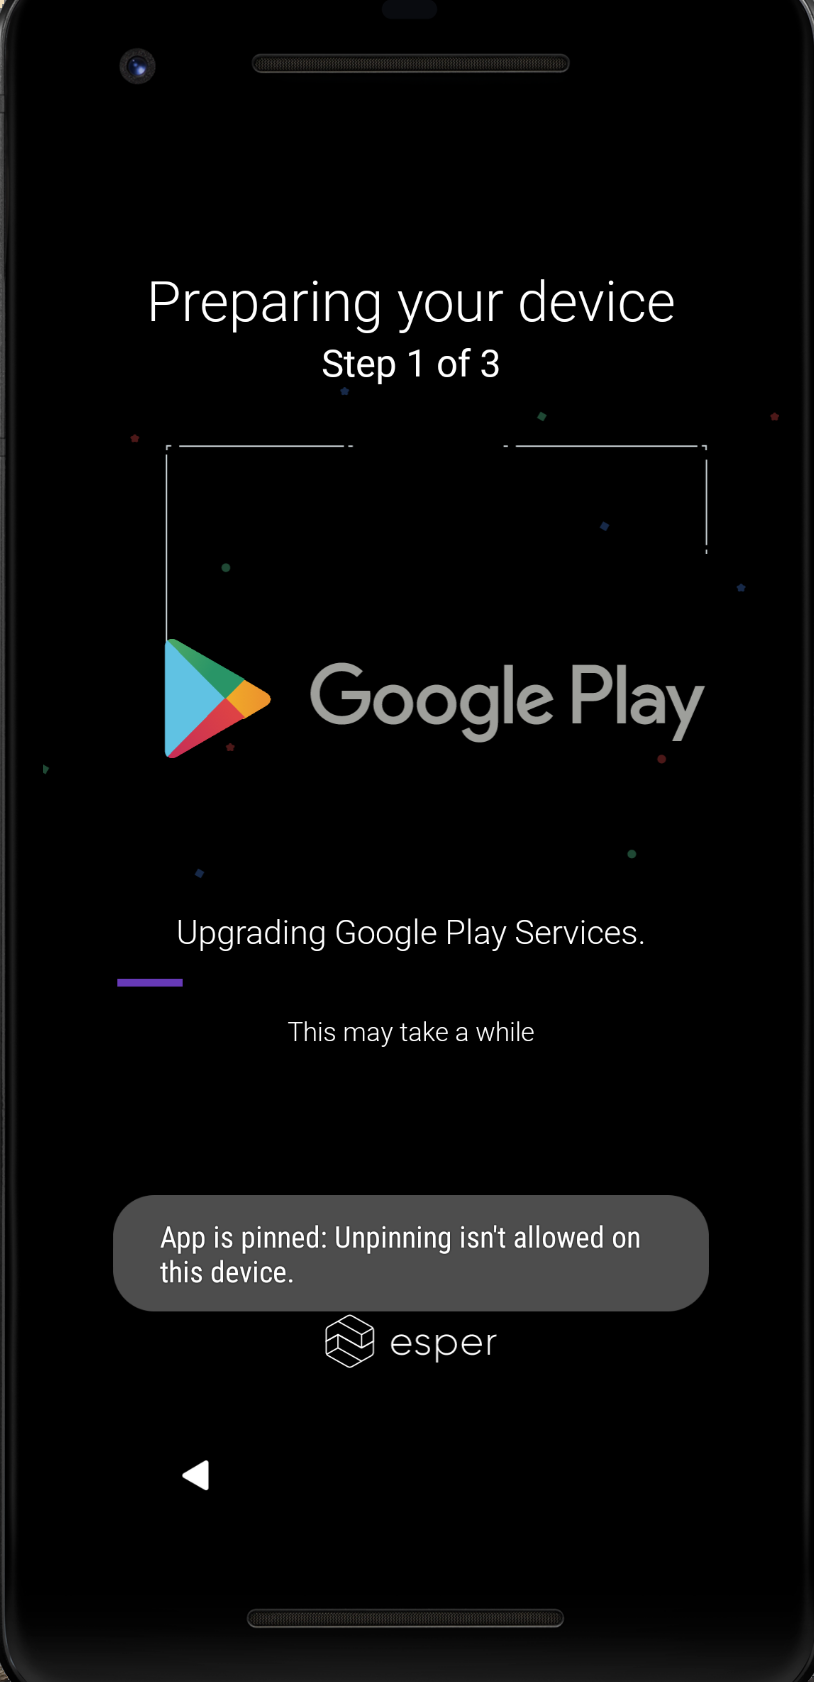 Preparing your device
Step 1 of 3
Google Play
Upgrading Google Play Services.
This may take a while
App is pinned: Unpinning isn't allowed on
this device.
esper